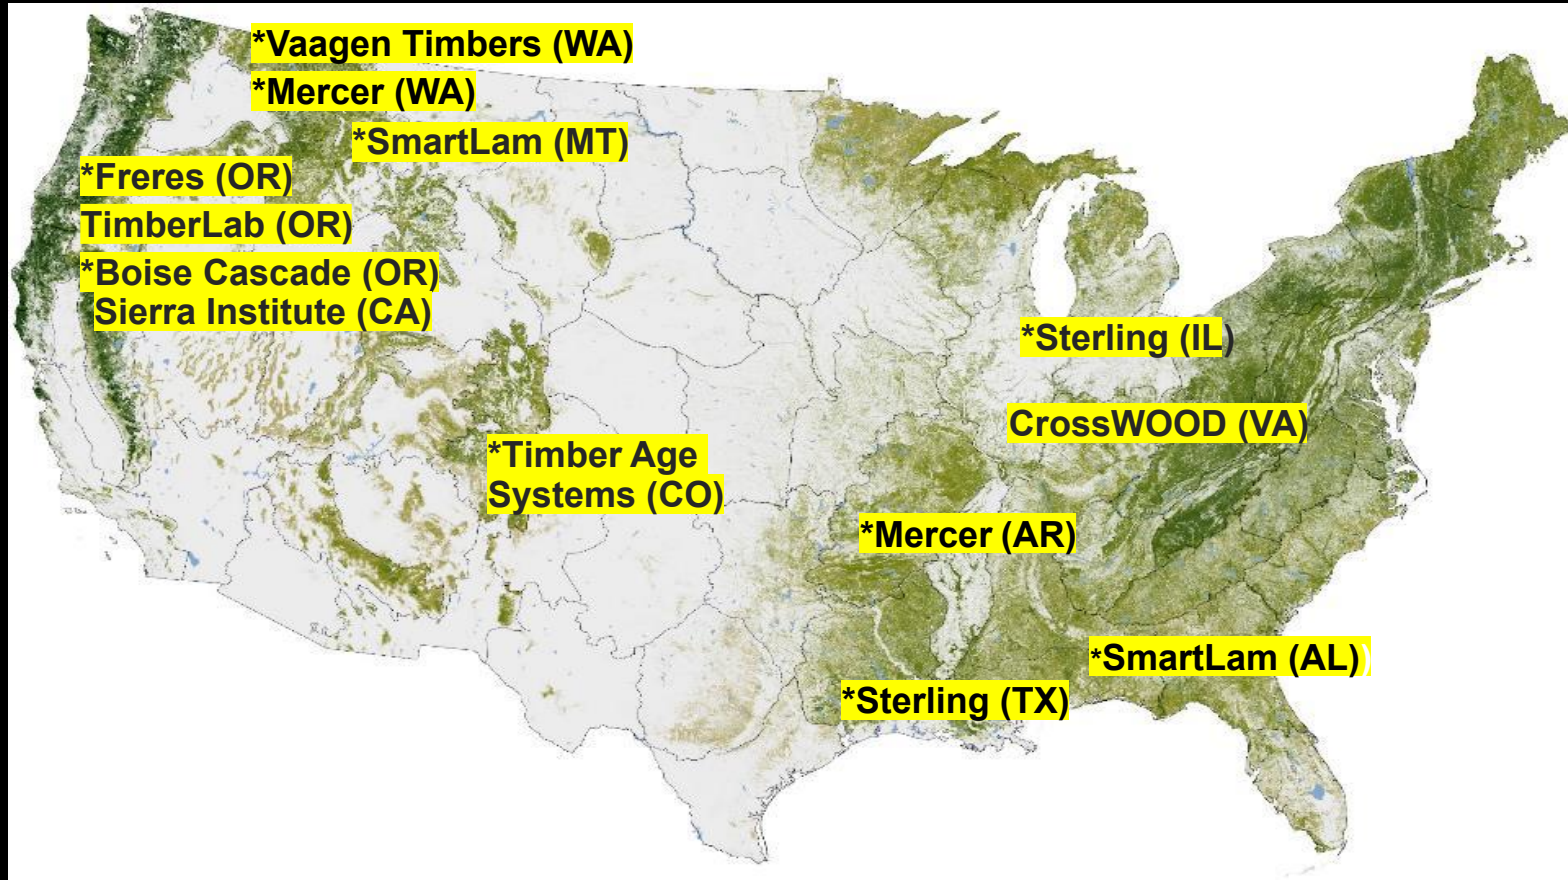 *Vaagen Timbers (WA)
*Mercer (WA)
*SmartLam (MT)
*Freres (OR)
TimberLab (OR)
*Boise Cascade (OR)
Sierra Institute (CA)
*Sterling (IL)
CrossWOOD (VA)
*Timber Age
Systems (CO)
*Mercer (AR)
*SmartLam (AL))
*Sterling (TX)